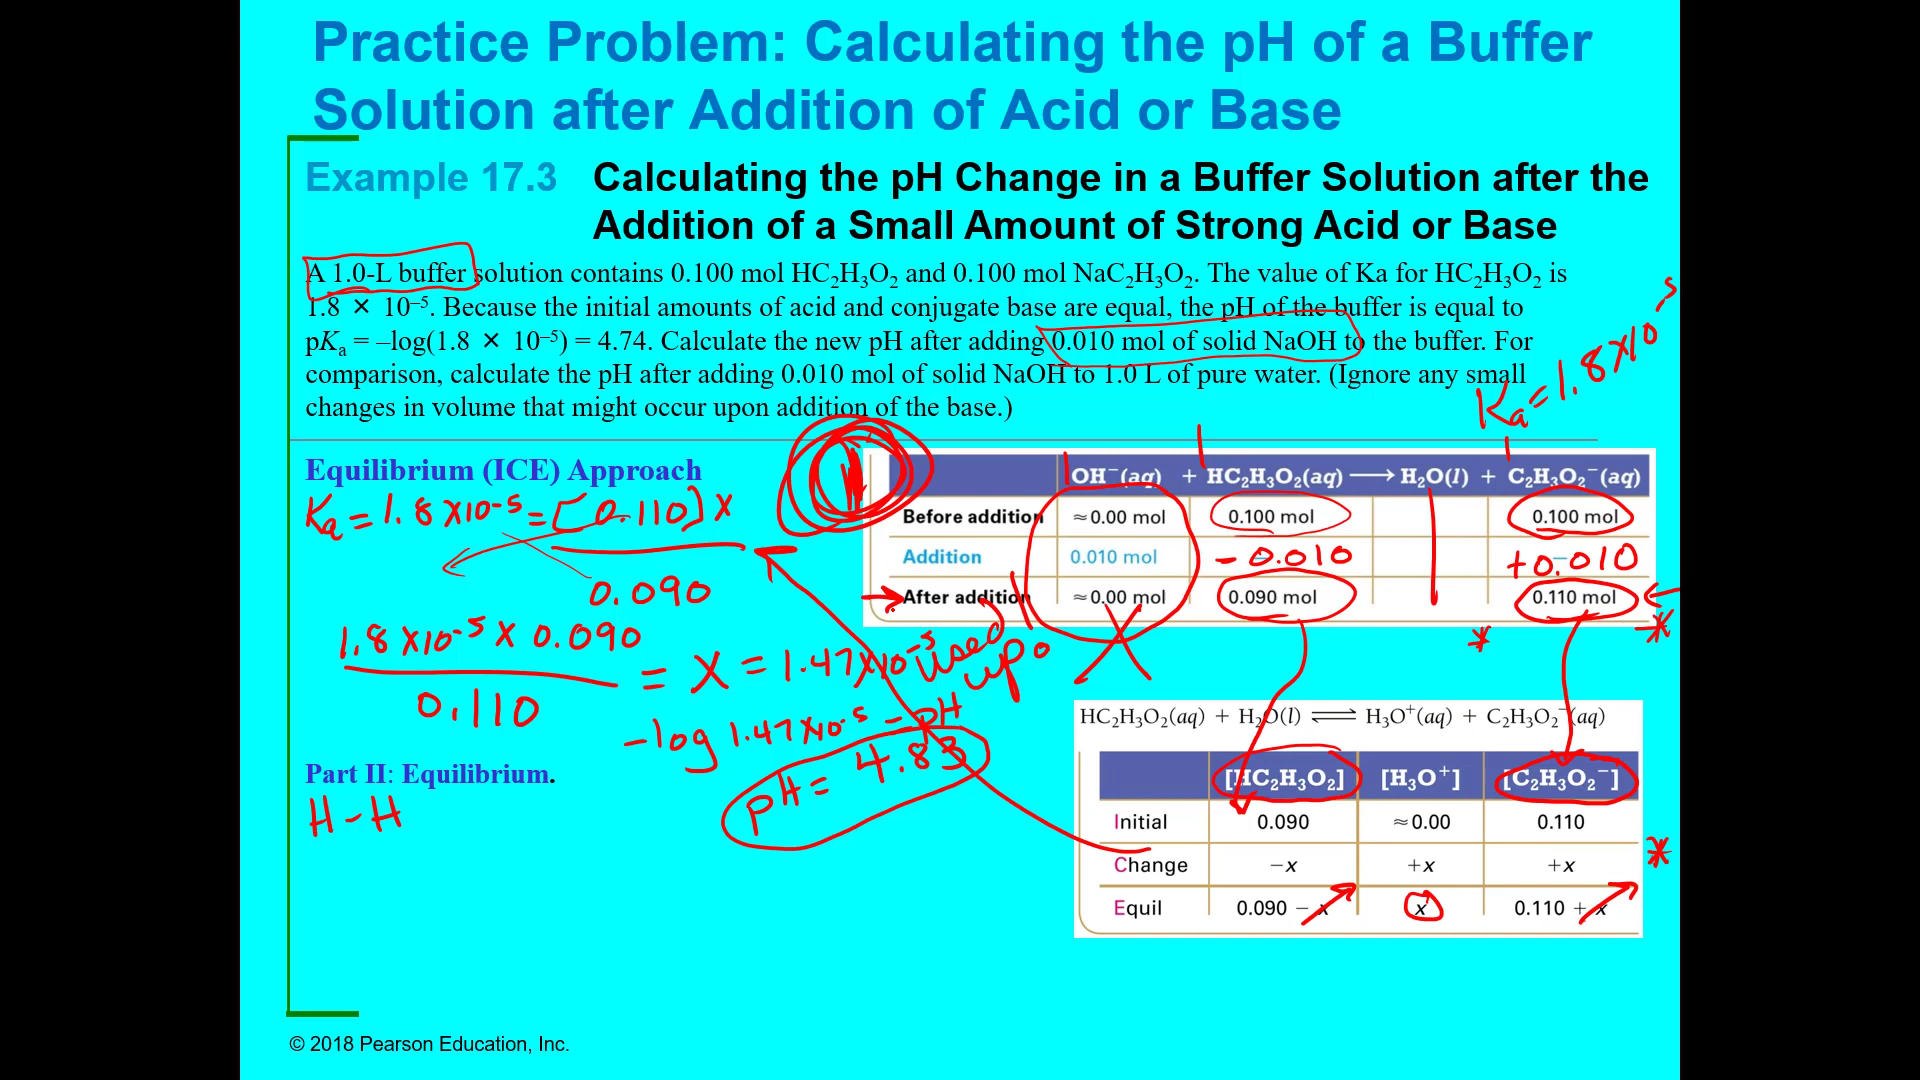 Practice Problem: Calculating the pH of a Buffer
Solution after Addition of Acid or Base
Example 17.3 Calculating the pH Change in a Buffer Solution after the
Addition of a Small Amount of Strong Acid or Base
A 1.0-L buffer solution contains 0.100 mol HC₂H₃O₂ and 0.100 mol NaC₂H₃O₂. The value of Ka for HC₂H₃O₂ is
1.8 × 10⁻⁵. Because the initial amounts of acid and conjugate base are equal, the pH of the buffer is equal to
pKₐ = –log(1.8 × 10⁻⁵) = 4.74. Calculate the new pH after adding 0.010 mol of solid NaOH to the buffer. For
comparison, calculate the pH after adding 0.010 mol of solid NaOH to 1.0 L of pure water. (Ignore any small
changes in volume that might occur upon addition of the base.)
Ka = 1.8 x 10⁻⁵
Equilibrium (ICE) Approach
Ka = 1.8 x 10⁻⁵ = [0.110] x
0.090
1.8 x 10⁻⁵ x 0.090
0.110
= x = 1.47 x 10⁻⁵
used
up
-log 1.47 x 10⁻⁵ = pH
pH = 4.83
OH⁻(aq) + HC₂H₃O₂(aq) ⟶ H₂O(l) + C₂H₃O₂⁻(aq)
Before addition ≈0.00 mol 0.100 mol 0.100 mol
Addition 0.010 mol - 0.010 +0.010
After addition ≈0.00 mol 0.090 mol 0.110 mol
HC₂H₃O₂(aq) + H₂O(l) ⇌ H₃O⁺(aq) + C₂H₃O₂⁻(aq)
[HC₂H₃O₂] [H₃O⁺] [C₂H₃O₂⁻]
Initial 0.090 ≈0.00 0.110
Change −x +x +x
Equil 0.090 − x x 0.110 + x
Part II: Equilibrium.
H-H
© 2018 Pearson Education, Inc.